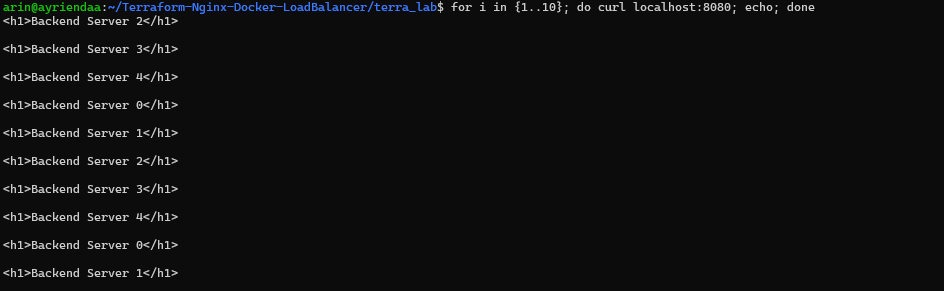 arin@ayriendaa:~/Terraform-Nginx-Docker-LoadBalancer/terra_lab$ for i in {1..10}; do curl localhost:8080; echo; done
<h1>Backend Server 2</h1>
<h1>Backend Server 3</h1>
<h1>Backend Server 4</h1>
<h1>Backend Server 0</h1>
<h1>Backend Server 1</h1>
<h1>Backend Server 2</h1>
<h1>Backend Server 3</h1>
<h1>Backend Server 4</h1>
<h1>Backend Server 0</h1>
<h1>Backend Server 1</h1>